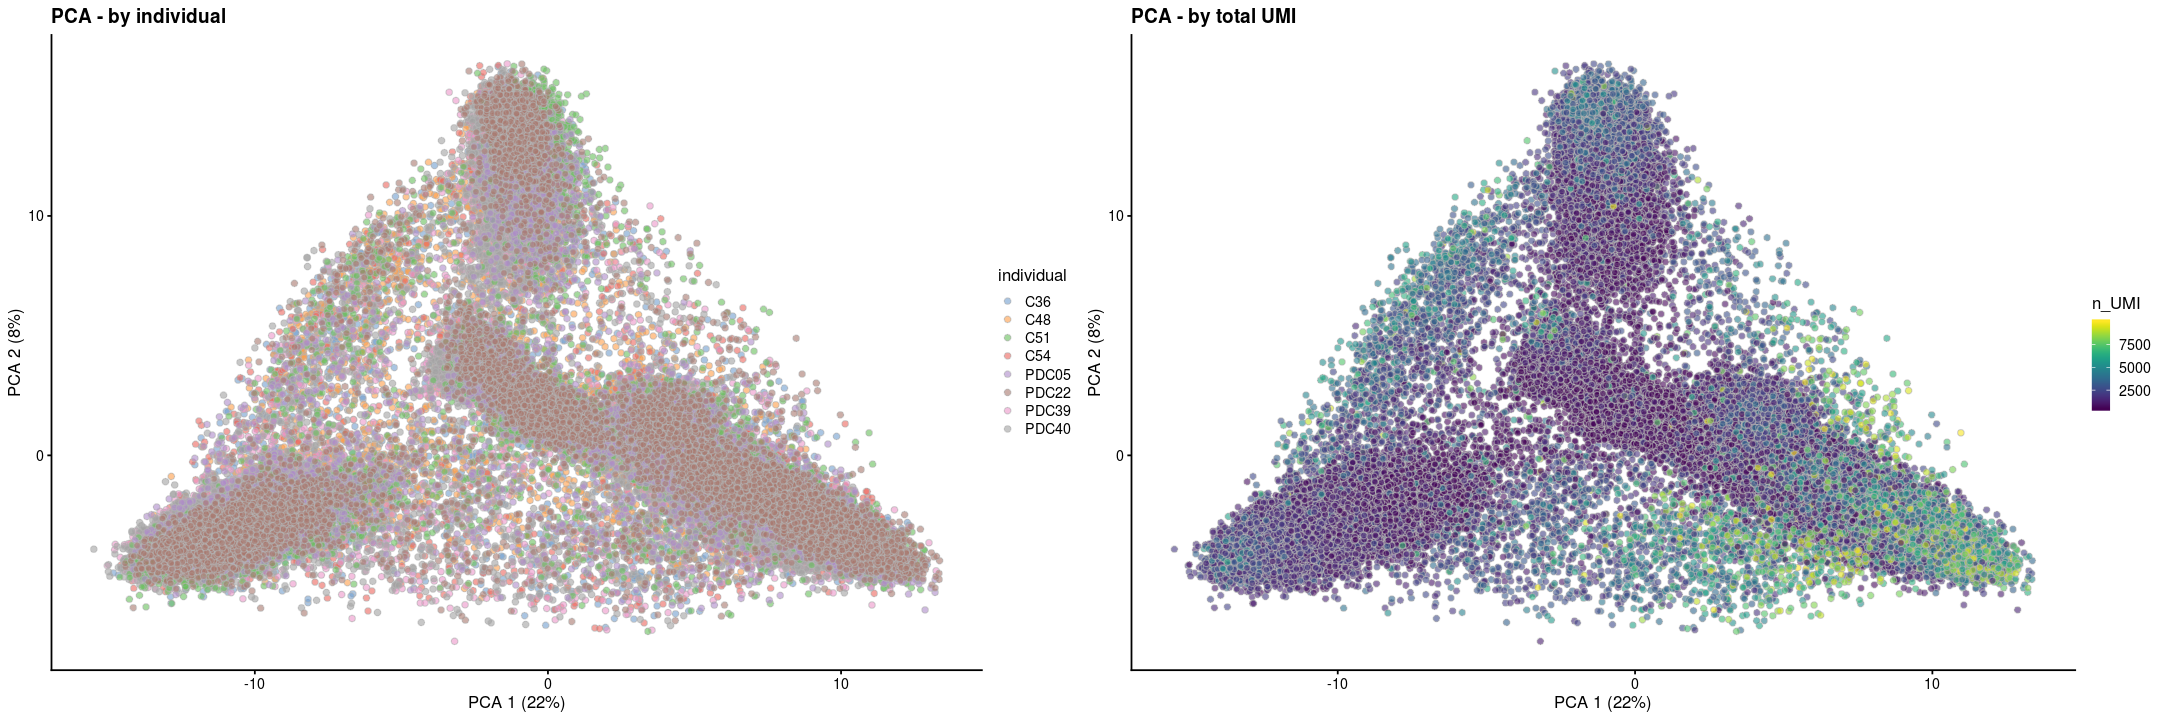 PCA - by individual
PCA 2 (8%)
10
0
-10
0
10
PCA 1 (22%)
individual
C36
C48
C51
C54
PDC05
PDC22
PDC39
PDC40
PCA - by total UMI
PCA 2 (8%)
10
0
-10
0
10
PCA 1 (22%)
n_UMI
7500
5000
2500